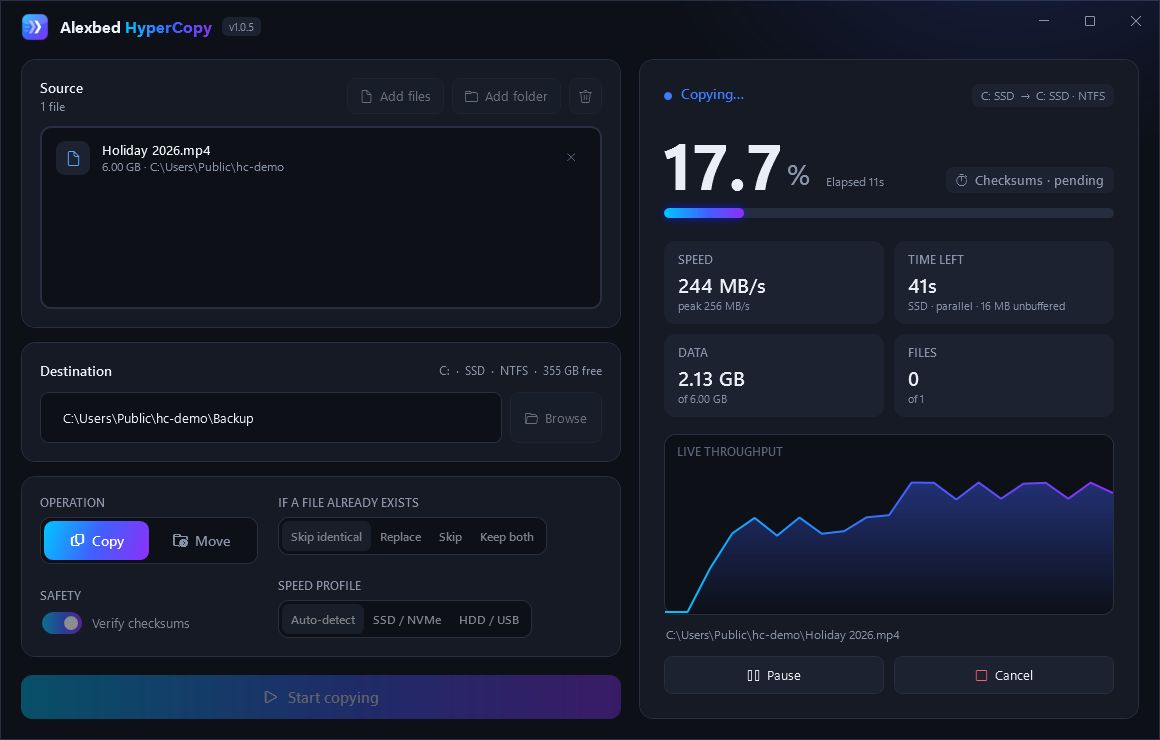 Alexbed HyperCopy v1.0.5
Source
1 file
Add files
Add folder
Holiday 2026.mp4
6.00 GB · C:\Users\Public\hc-demo
Destination
C: · SSD · NTFS · 355 GB free
C:\Users\Public\hc-demo\Backup
Browse
OPERATION
Copy
Move
IF A FILE ALREADY EXISTS
Skip identical
Replace
Skip
Keep both
SAFETY
Verify checksums
SPEED PROFILE
Auto-detect
SSD / NVMe
HDD / USB
Start copying
Copying...
C: SSD → C: SSD · NTFS
17.7 %
Elapsed 11s
Checksums · pending
SPEED
244 MB/s
peak 256 MB/s
TIME LEFT
41s
SSD · parallel · 16 MB unbuffered
DATA
2.13 GB
of 6.00 GB
FILES
0
of 1
LIVE THROUGHPUT
C:\Users\Public\hc-demo\Holiday 2026.mp4
Pause
Cancel